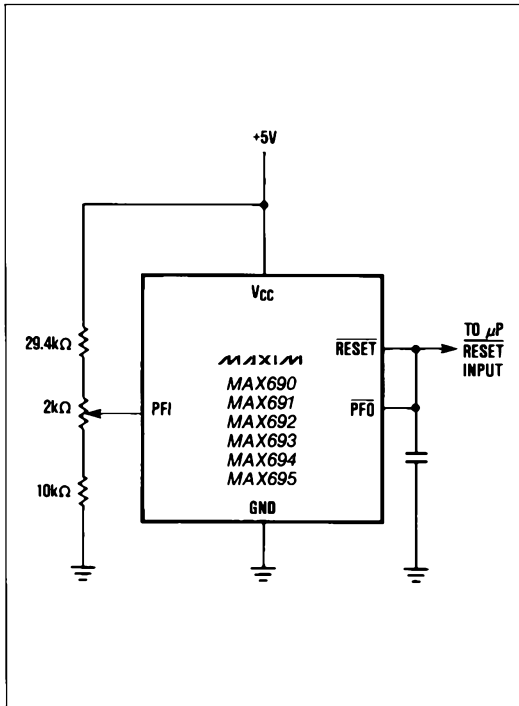 +5V
VCC
29.4kΩ
2kΩ
10kΩ
PFI
MAXIM
MAX690
MAX691
MAX692
MAX693
MAX694
MAX695
GND
RESET
PFO
TO μP
RESET
INPUT